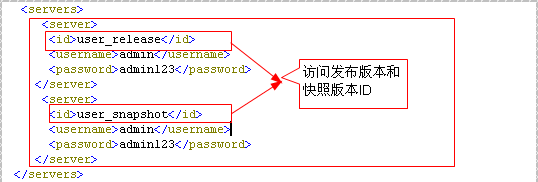 <servers>
<server>
<id>user_release</id>
<username>admin</username>
<password>admin123</password>
</server>
<server>
<id>user_snapshot</id>
<username>admin</username>
<password>admin123</password>
</server>
</servers>
访问发布版本和
快照版本ID